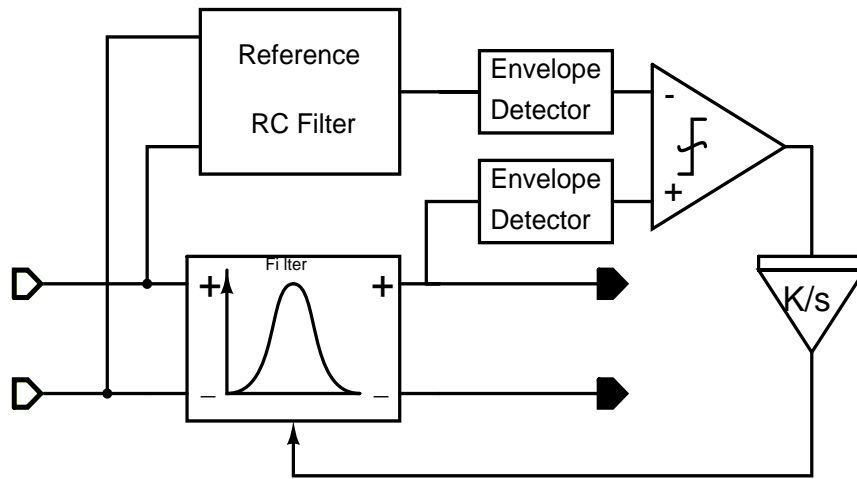 Reference
RC Filter
Envelope
Detector
-
Envelope
Detector
+
Fi lter
+
+
K/s
–
–